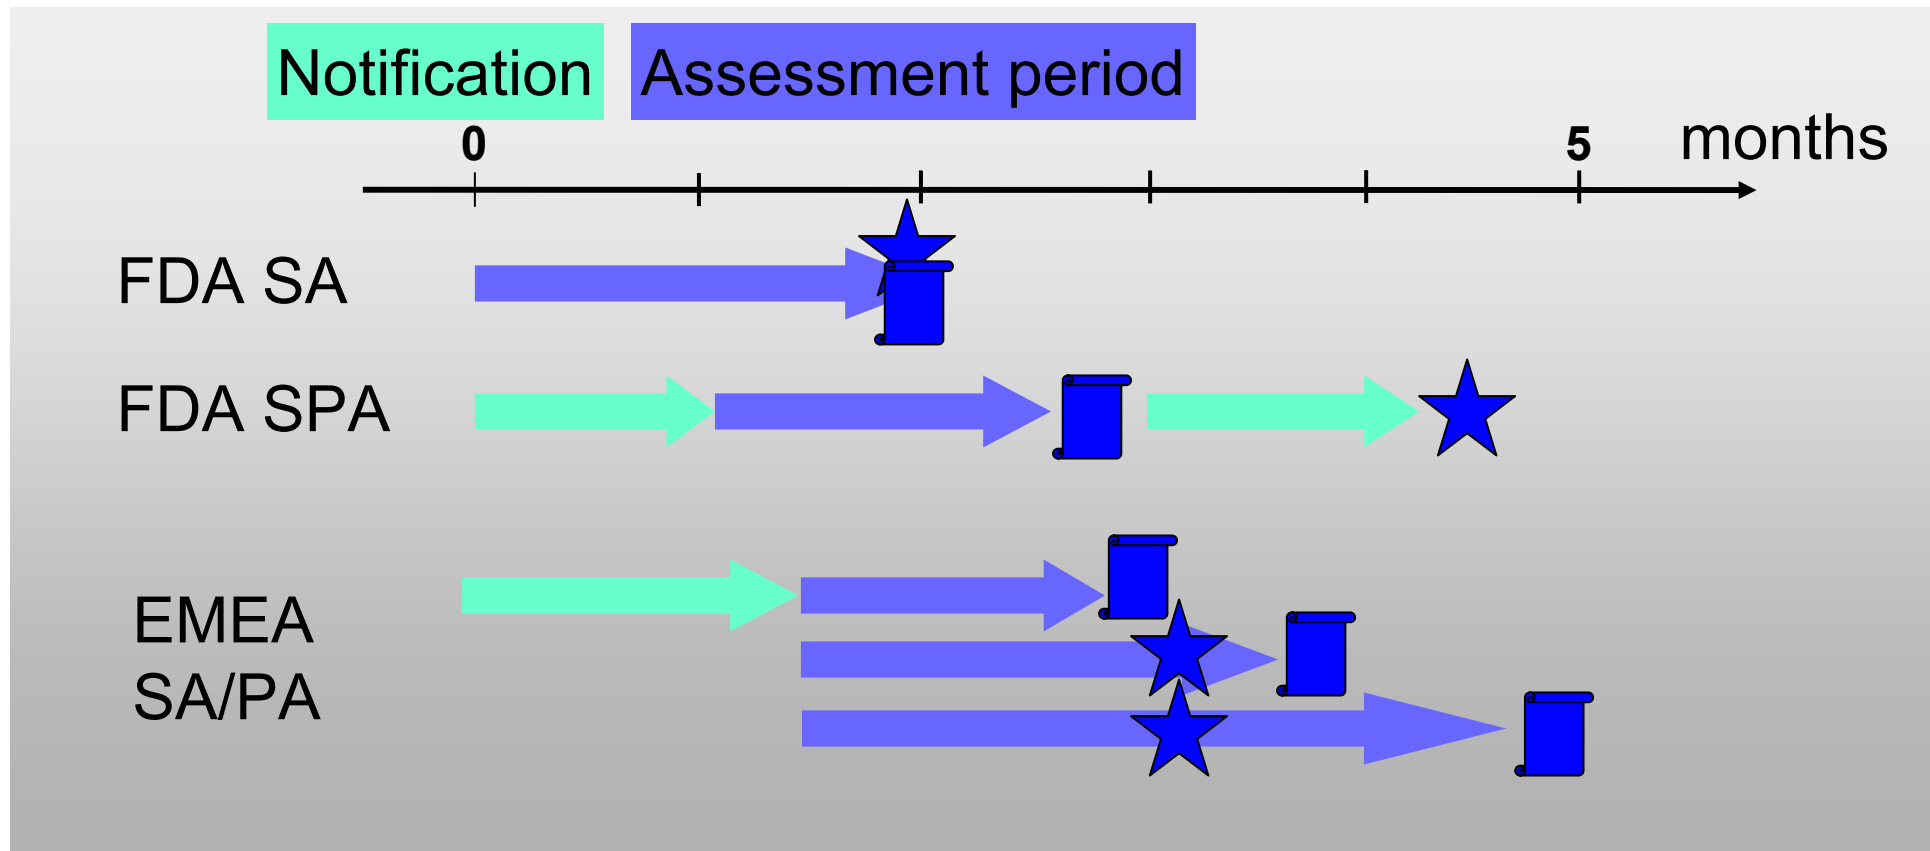 Notification
Assessment period
0
5
months
FDA SA
FDA SPA
EMEA
SA/PA